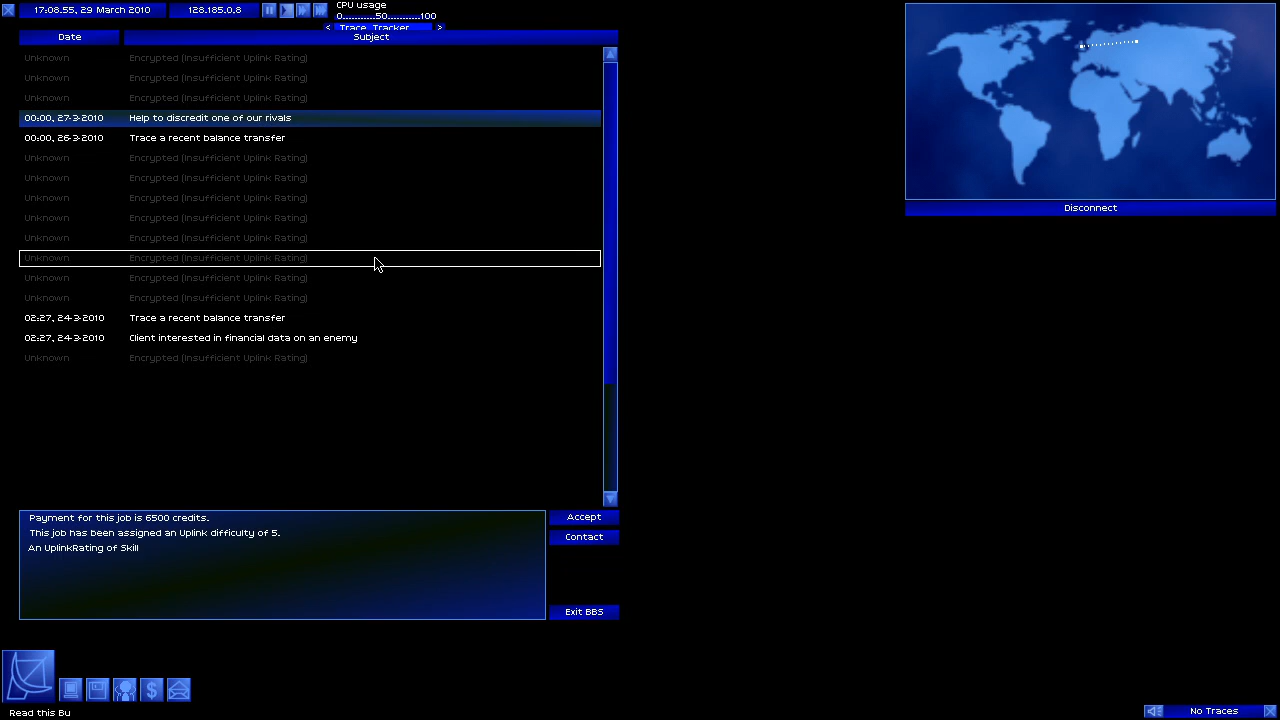 17:08.55, 29 March 2010
128.185.0.8
CPU usage
0...........50...........100
< Trace_Tracker >
Date Subject
Unknown Encrypted (Insufficient Uplink Rating)
Unknown Encrypted (Insufficient Uplink Rating)
Unknown Encrypted (Insufficient Uplink Rating)
00:00, 27-3-2010 Help to discredit one of our rivals
00:00, 26-3-2010 Trace a recent balance transfer
Unknown Encrypted (Insufficient Uplink Rating)
Unknown Encrypted (Insufficient Uplink Rating)
Unknown Encrypted (Insufficient Uplink Rating)
Unknown Encrypted (Insufficient Uplink Rating)
Unknown Encrypted (Insufficient Uplink Rating)
Unknown Encrypted (Insufficient Uplink Rating)
Unknown Encrypted (Insufficient Uplink Rating)
Unknown Encrypted (Insufficient Uplink Rating)
02:27, 24-3-2010 Trace a recent balance transfer
02:27, 24-3-2010 Client interested in financial data on an enemy
Unknown Encrypted (Insufficient Uplink Rating)
Payment for this job is 6500 credits.
This job has been assigned an Uplink difficulty of 5.
An UplinkRating of Skill
Accept
Contact
Exit BBS
Disconnect
Read this Bu
No Traces